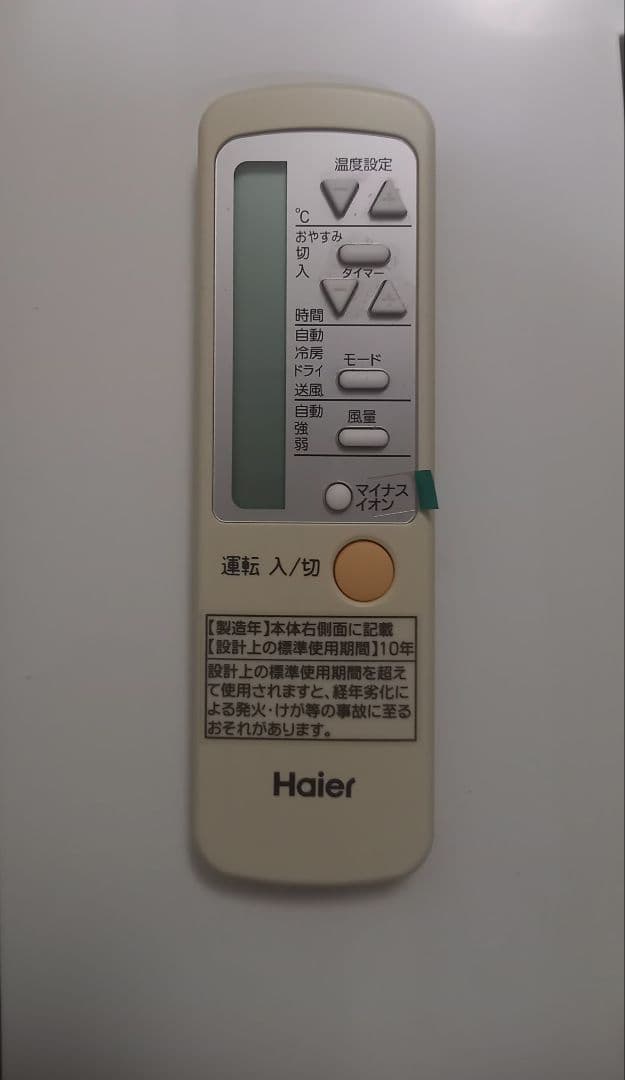 温度設定
℃
おやすみ
切
入
タイマー
時間
自動
冷房
ドライ
送風
モード
自動
強
弱
風量
マイナス
イオン
運転 入/切
【製造年】本体右側面に記載
【設計上の標準使用期間】10年
設計上の標準使用期間を超え
て使用されますと、経年劣化に
よる発火・けが等の事故に至る
おそれがあります。
Haier